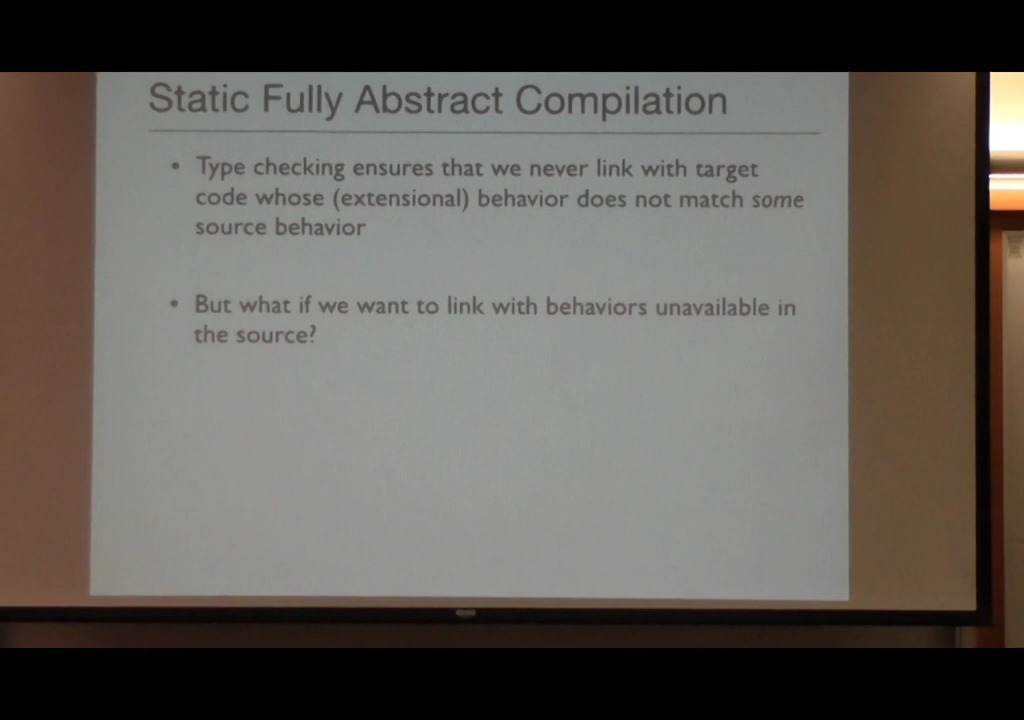 Static Fully Abstract Compilation
• Type checking ensures that we never link with target
code whose (extensional) behavior does not match some
source behavior
• But what if we want to link with behaviors unavailable in
the source?